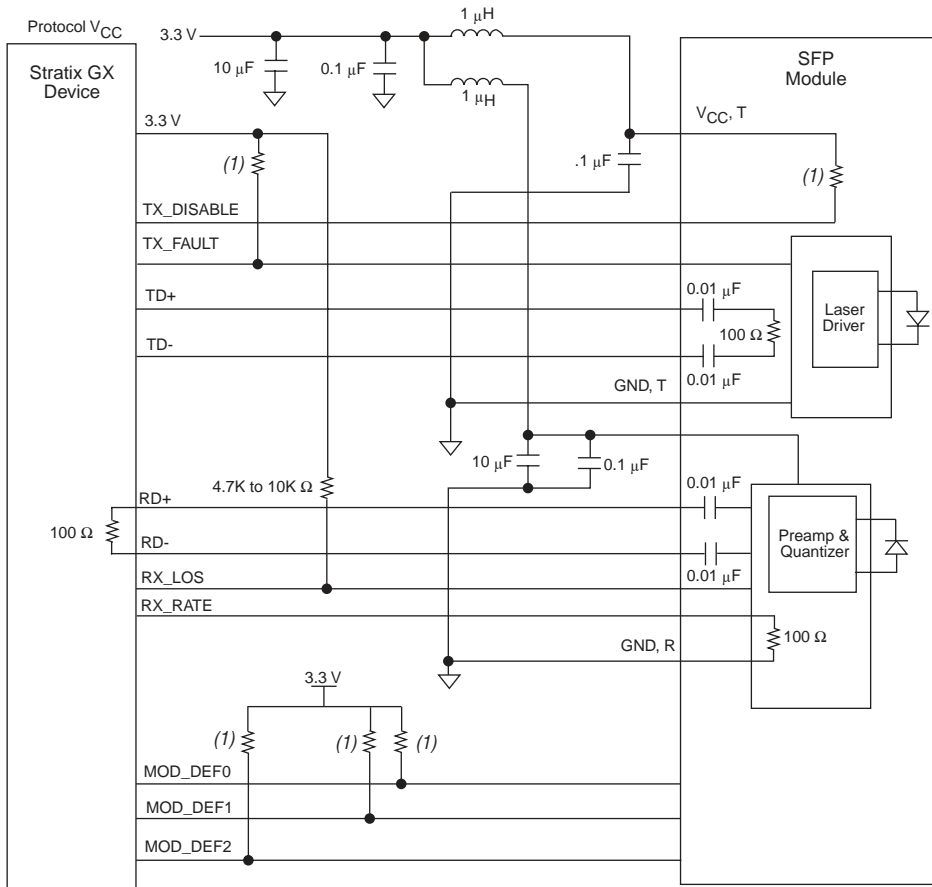 Protocol VCC
Stratix GX
Device
3.3 V
10 µF
0.1 µF
1 µH
1 µH
SFP
Module
3.3 V
VCC, T
.1 µF
(1)
(1)
TX_DISABLE
TX_FAULT
TD+
0.01 µF
Laser
Driver
100 Ω
TD-
0.01 µF
GND, T
10 µF
0.1 µF
4.7K to 10K Ω
RD+
0.01 µF
100 Ω
Preamp &
Quantizer
RD-
0.01 µF
RX_LOS
RX_RATE
100 Ω
GND, R
3.3 V
(1)
(1)
(1)
MOD_DEF0
MOD_DEF1
MOD_DEF2